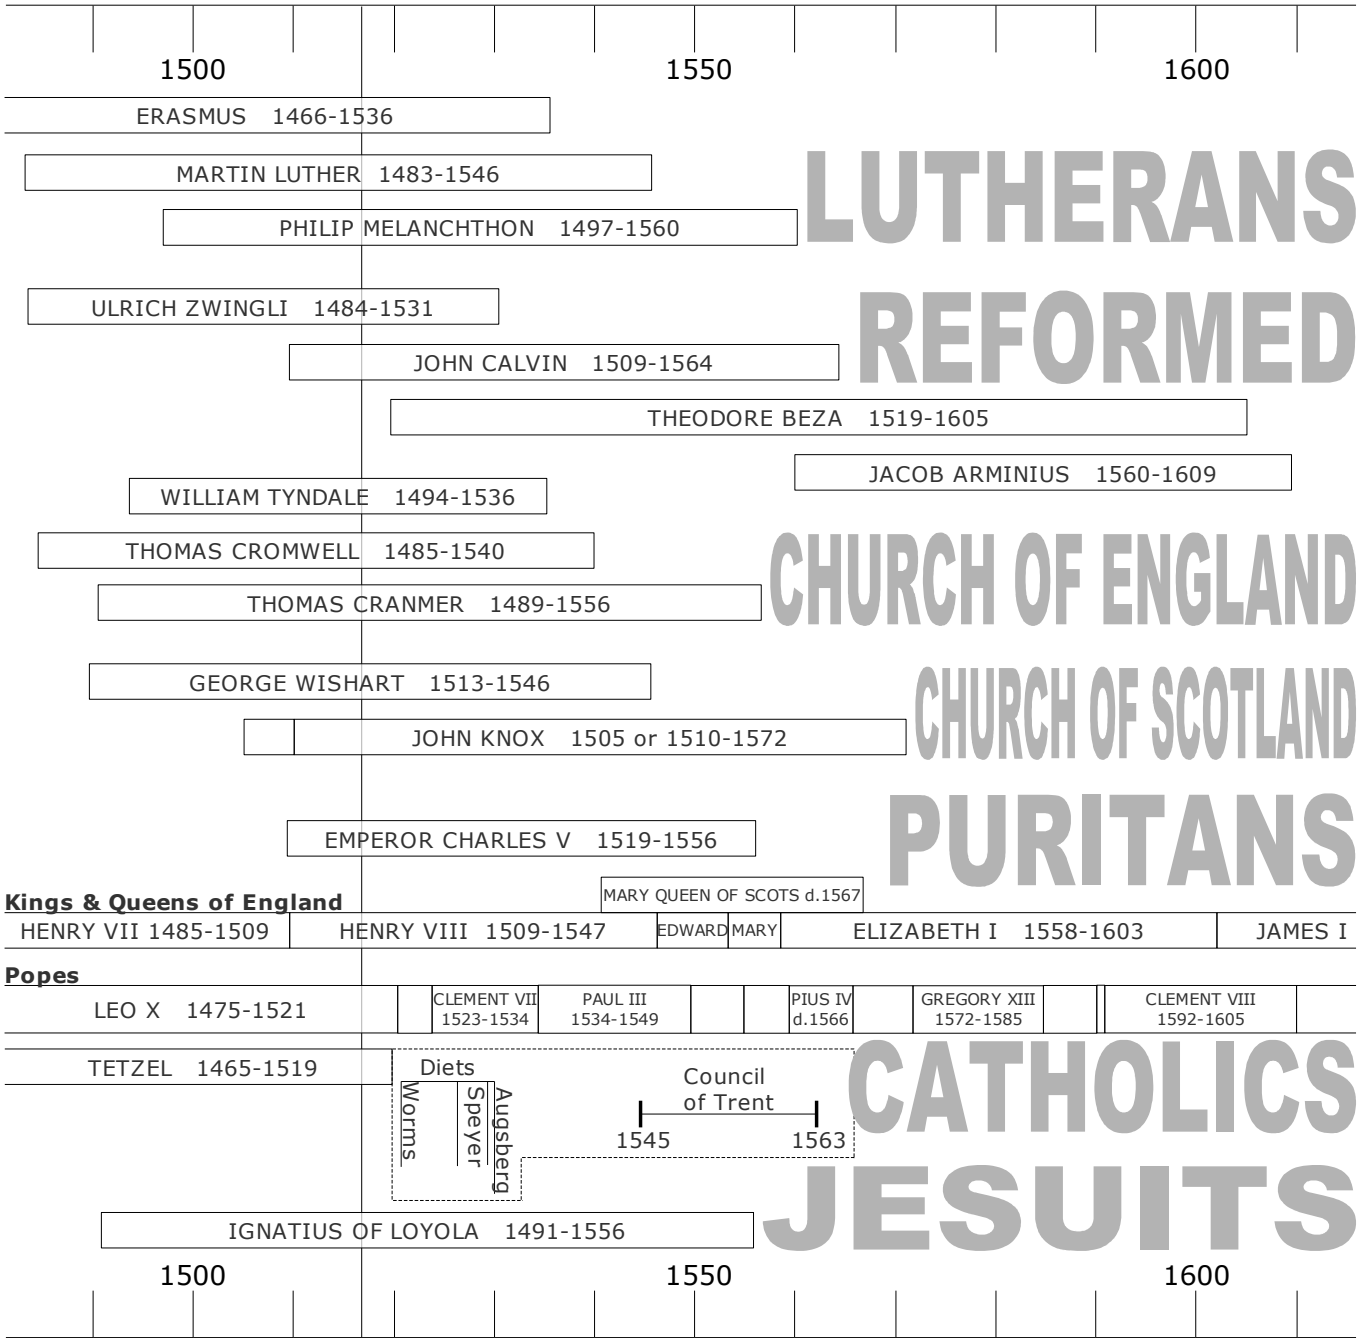 1500 1550 1600
ERASMUS 1466-1536
MARTIN LUTHER 1483-1546
LUTHERANS
PHILIP MELANCHTHON 1497-1560
ULRICH ZWINGLI 1484-1531
REFORMED
JOHN CALVIN 1509-1564
THEODORE BEZA 1519-1605
JACOB ARMINIUS 1560-1609
WILLIAM TYNDALE 1494-1536
THOMAS CROMWELL 1485-1540
CHURCH OF ENGLAND
THOMAS CRANMER 1489-1556
GEORGE WISHART 1513-1546
CHURCH OF SCOTLAND
JOHN KNOX 1505 or 1510-1572
PURITANS
EMPEROR CHARLES V 1519-1556
MARY QUEEN OF SCOTS d.1567
Kings & Queens of England
HENRY VII 1485-1509 HENRY VIII 1509-1547 EDWARD MARY ELIZABETH I 1558-1603 JAMES I
Popes
LEO X 1475-1521
CLEMENT VII
1523-1534
PAUL III
1534-1549
PIUS IV
d.1566
GREGORY XIII
1572-1585
CLEMENT VIII
1592-1605
TETZEL 1465-1519
Diets
Worms
Speyer
Augsberg
Council
of Trent
1545 1563
CATHOLICS
JESUITS
IGNATIUS OF LOYOLA 1491-1556
1500 1550 1600